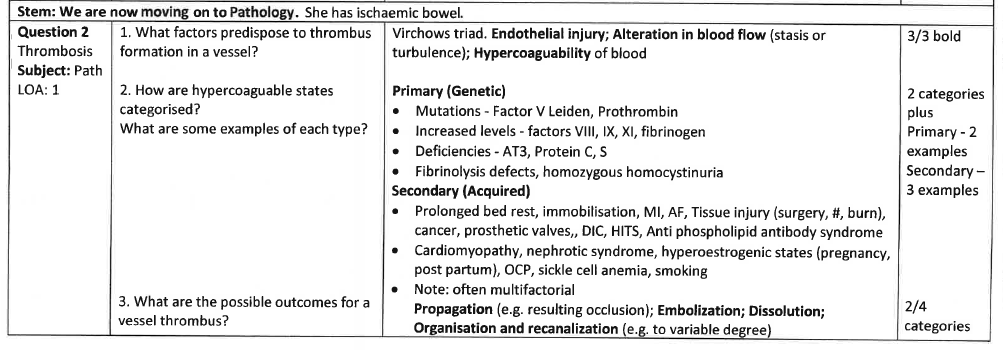 Stem: We are now moving on to Pathology. She has ischaemic bowel.
Question 2
Thrombosis
Subject: Path
LOA: 1
1. What factors predispose to thrombus
formation in a vessel?
Virchows triad. Endothelial injury; Alteration in blood flow (stasis or
turbulence); Hypercoaguability of blood
3/3 bold
2. How are hypercoaguable states
categorised?
What are some examples of each type?
Primary (Genetic)
• Mutations - Factor V Leiden, Prothrombin
• Increased levels - factors VIII, IX, XI, fibrinogen
• Deficiencies - AT3, Protein C, S
• Fibrinolysis defects, homozygous homocystinuria
Secondary (Acquired)
• Prolonged bed rest, immobilisation, MI, AF, Tissue injury (surgery, #, burn),
cancer, prosthetic valves,, DIC, HITS, Anti phospholipid antibody syndrome
• Cardiomyopathy, nephrotic syndrome, hyperestrogenic states (pregnancy,
post partum), OCP, sickle cell anemia, smoking
• Note: often multifactorial
2 categories
plus
Primary - 2
examples
Secondary –
3 examples
3. What are the possible outcomes for a
vessel thrombus?
Propagation (e.g. resulting occlusion); Embolization; Dissolution;
Organisation and recanalization (e.g. to variable degree)
2/4
categories